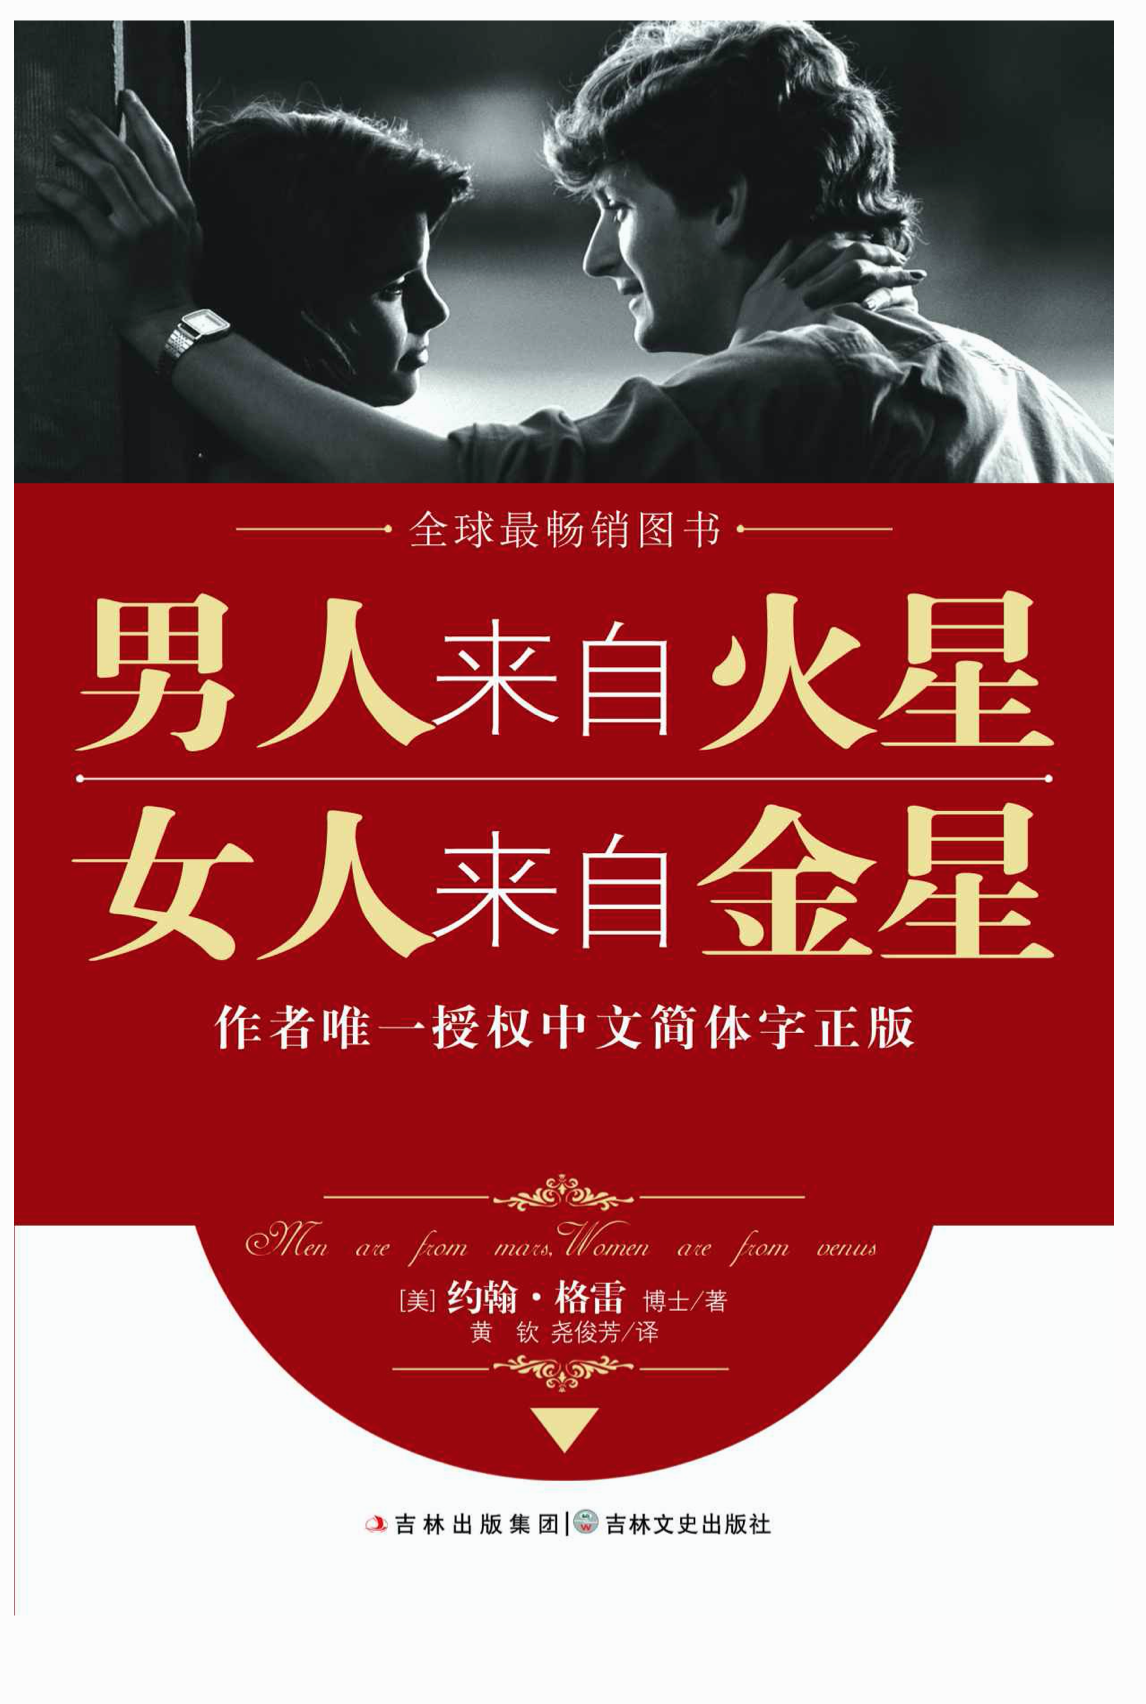 全球最畅销图书
男人来自火星
女人来自金星
作者唯一授权中文简体字正版
Men are from mars, Women are from venus
[美] 约翰·格雷 博士/著
黄 钦 尧俊芳/译
吉林出版集团|吉林文史出版社